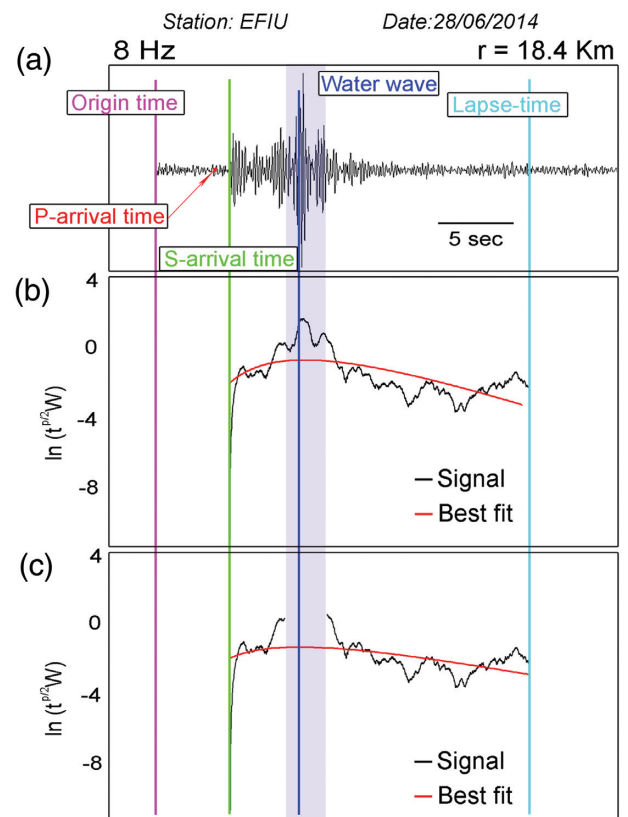 Station: EFIU Date:28/06/2014
8 Hz r = 18.4 Km
(a)
Water wave
Origin time Lapse-time
P-arrival time
5 sec
S-arrival time
(b)
4
0
-4
-8
ln (t^p/2 W)
Signal
Best fit
(c)
4
0
-4
-8
ln (t^p/2 W)
Signal
Best fit